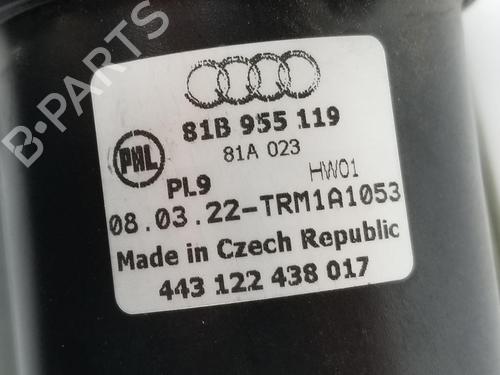 81B 955 119
81A 023
PAL
HW01
PL9
08.03.22-TRM1A1053
Made in Czech Republic
443 122 438 017
B-PARTS